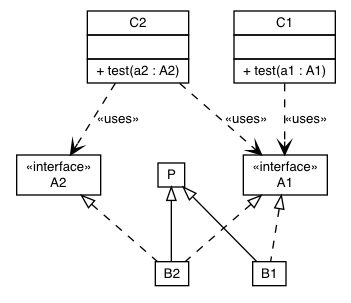 C2
+ test(a2 : A2)
C1
+ test(a1 : A1)
«uses»
«uses»
«uses»
«interface»
A2
P
«interface»
A1
B2
B1